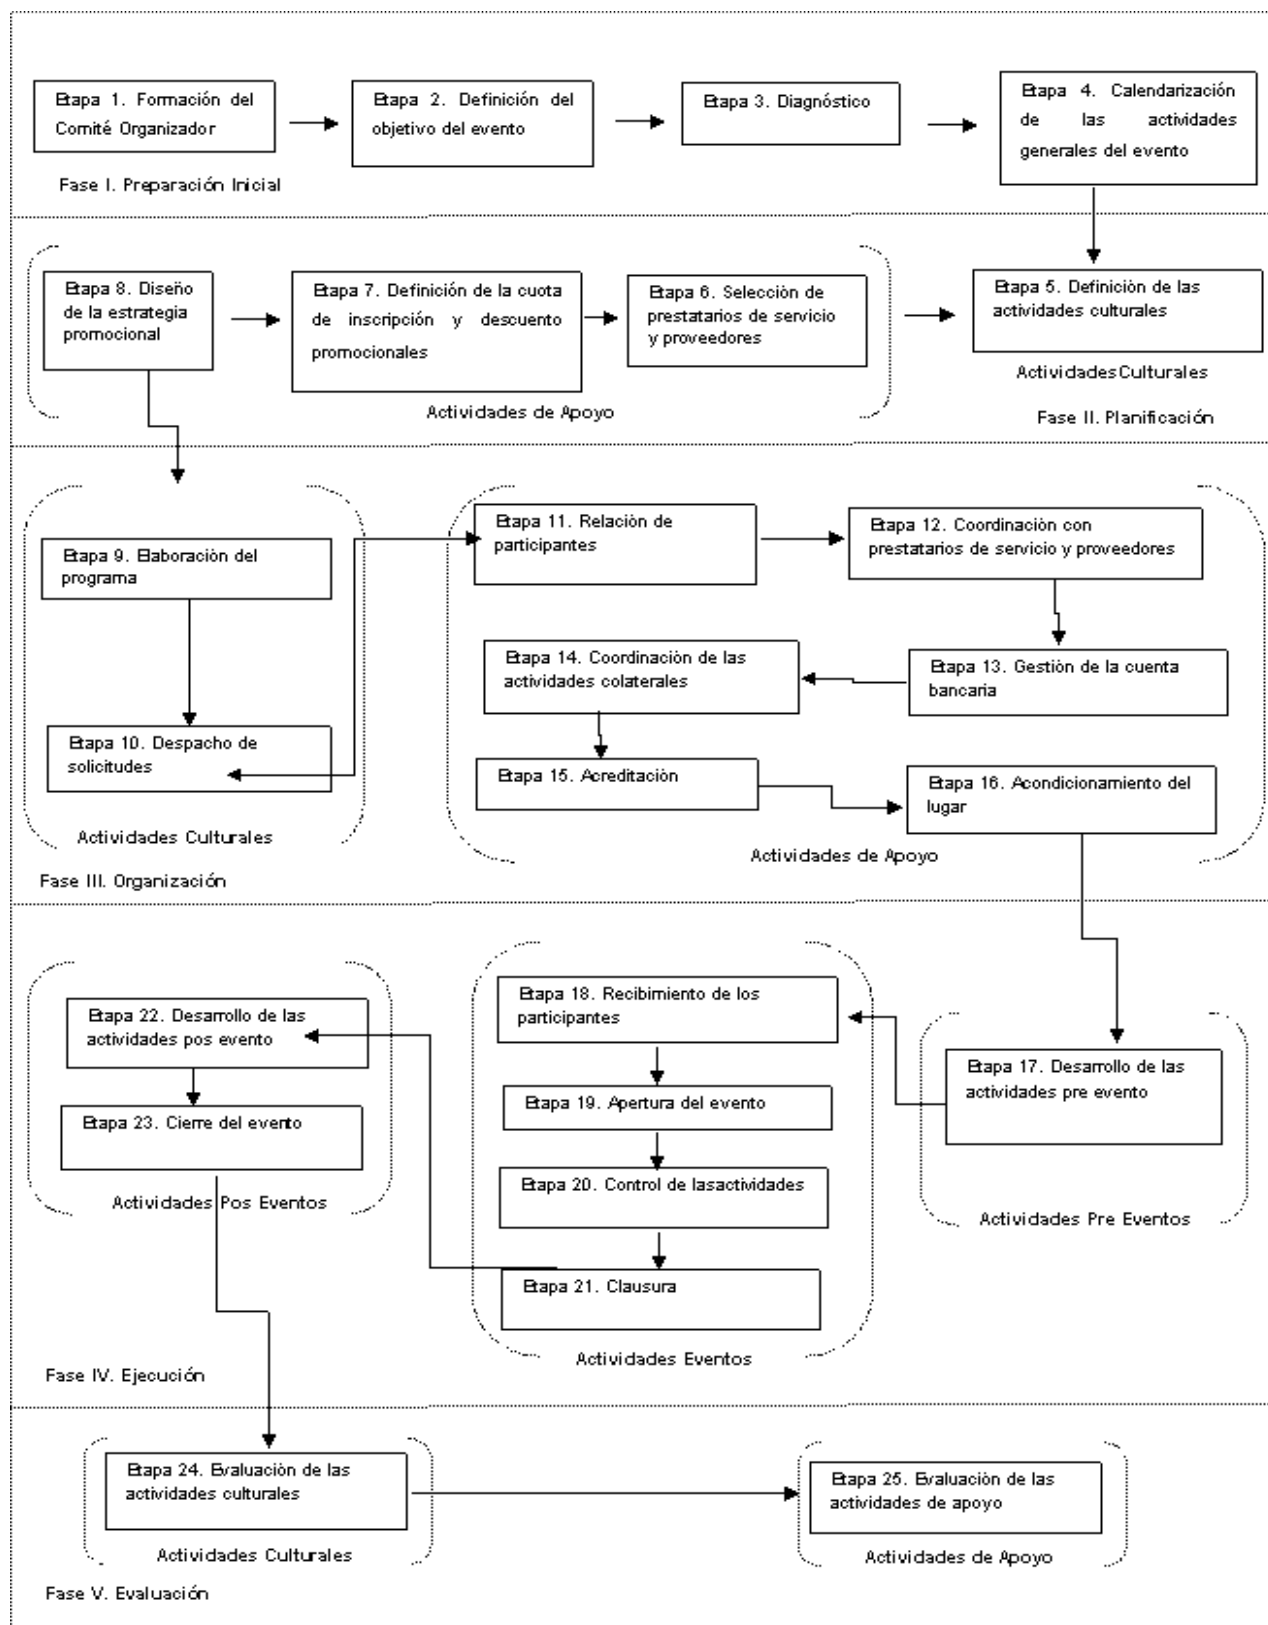 Etapa 1. Formación del
Comité Organizador
Etapa 2. Definición del
objetivo del evento
Etapa 3. Diagnóstico
Etapa 4. Calendarización
de las actividades
generales del evento
Fase I. Preparación Inicial
Etapa 8. Diseño
de la estrategia
promocional
Etapa 7. Definición de la cuota
de inscripción y descuento
promocionales
Etapa 6. Selección de
prestatarios de servicio
y proveedores
Etapa 5. Definición de las
actividades culturales
Actividades Culturales
Actividades de Apoyo
Fase II. Planificación
Etapa 9. Elaboración del
programa
Etapa 10. Despacho de
solicitudes
Actividades Culturales
Etapa 11. Relación de
participantes
Etapa 12. Coordinación con
prestatarios de servicio y proveedores
Etapa 14. Coordinación de las
actividades colaterales
Etapa 13. Gestión de la cuenta
bancaria
Etapa 15. Acreditación
Etapa 16. Acondicionamiento del
lugar
Actividades de Apoyo
Fase III. Organización
Etapa 22. Desarrollo de las
actividades pos evento
Etapa 23. Cierre del evento
Actividades Pos Eventos
Etapa 18. Recibimiento de los
participantes
Etapa 19. Apertura del evento
Etapa 20. Control de lasactividades
Etapa 21. Clausura
Actividades Eventos
Etapa 17. Desarrollo de las
actividades pre evento
Actividades Pre Eventos
Fase IV. Ejecución
Etapa 24. Evaluación de las
actividades culturales
Actividades Culturales
Etapa 25. Evaluación de las
actividades de apoyo
Actividades de Apoyo
Fase V. Evaluación